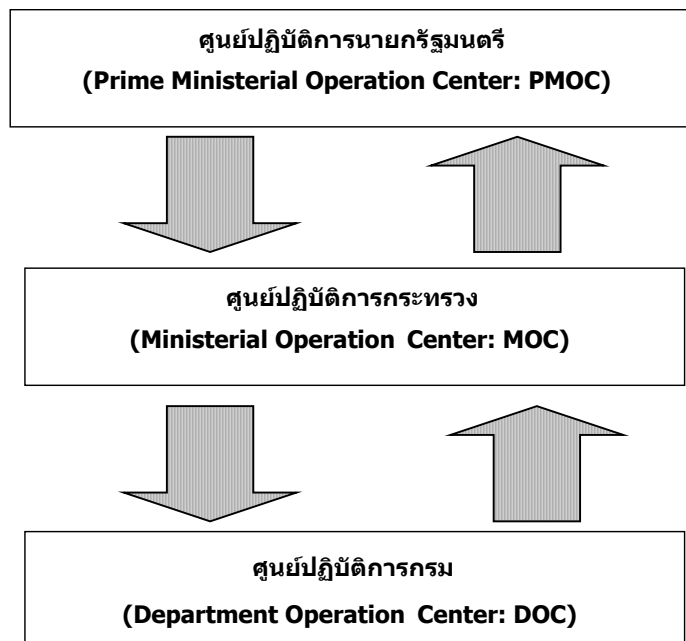 ศูนย์ปฏิบัติการนายกรัฐมนตรี
(Prime Ministerial Operation Center: PMOC)
ศูนย์ปฏิบัติการกระทรวง
(Ministerial Operation Center: MOC)
ศูนย์ปฏิบัติการกรม
(Department Operation Center: DOC)